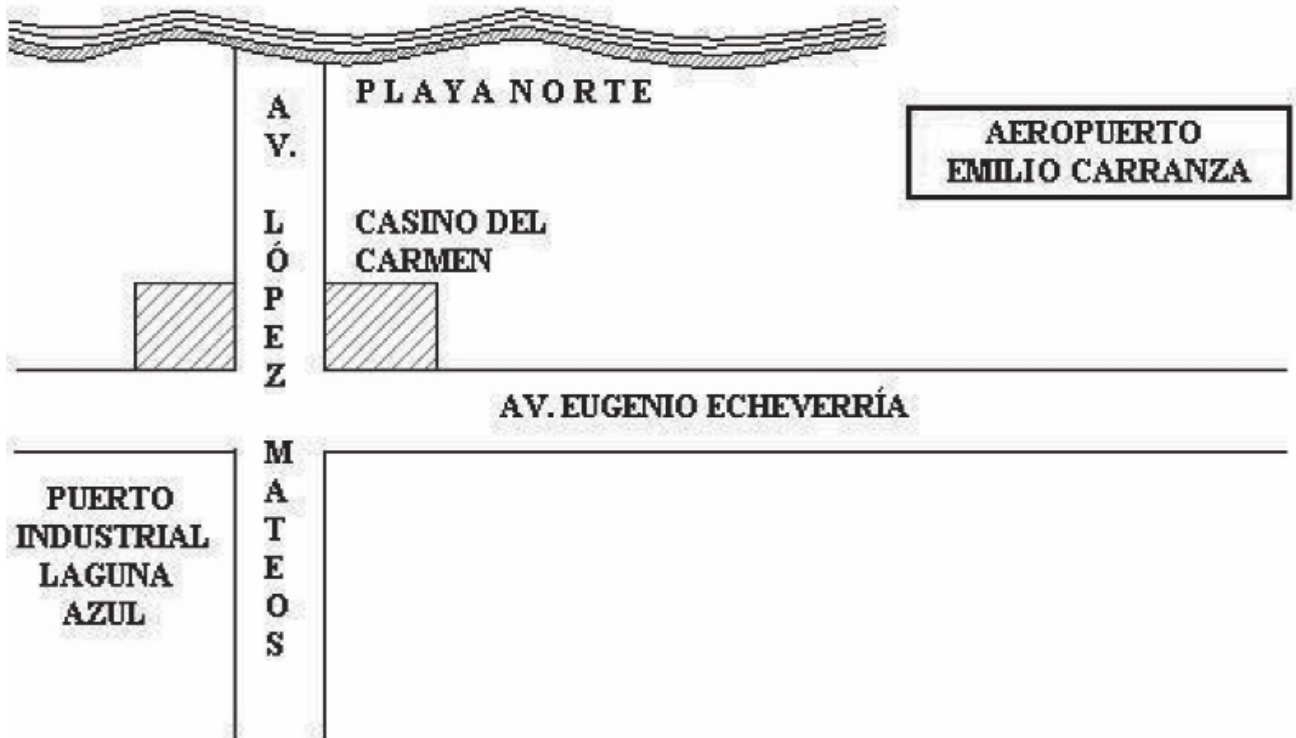 PLAYA NORTE
AEROPUERTO
EMILIO CARRANZA
AV. LÓPEZ MATEOS
CASINO DEL
CARMEN
AV. EUGENIO ECHEVERRÍA
PUERTO
INDUSTRIAL
LAGUNA
AZUL